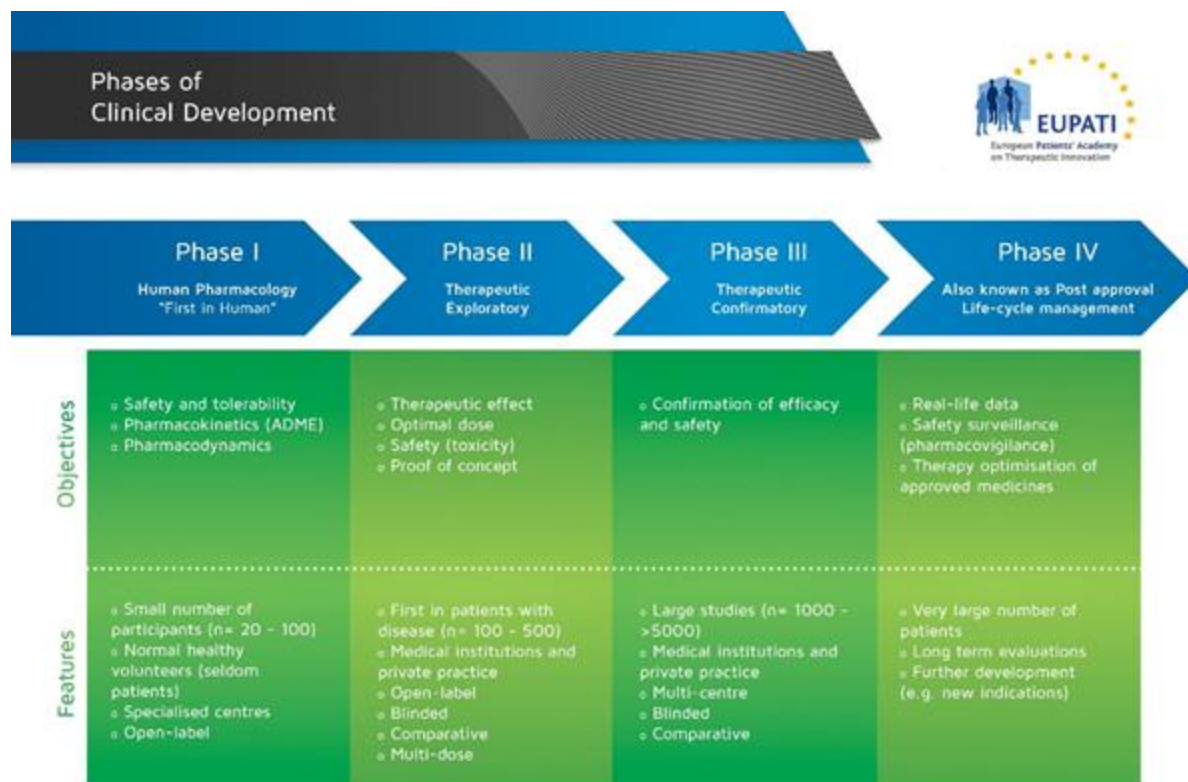 Phases of
Clinical Development
EUPATI
European Patients' Academy
on Therapeutic Innovation
Phase I
Human Pharmacology
"First in Human"
Phase II
Therapeutic
Exploratory
Phase III
Therapeutic
Confirmatory
Phase IV
Also known as Post approval
Life-cycle management
Objectives
o Safety and tolerability
o Pharmacokinetics (ADME)
o Pharmacodynamics
o Therapeutic effect
o Optimal dose
o Safety (toxicity)
o Proof of concept
o Confirmation of efficacy
and safety
o Real-life data
o Safety surveillance
(pharmacovigilance)
o Therapy optimisation of
approved medicines
Features
o Small number of
participants (n= 20 - 100)
o Normal healthy
volunteers (seldom
patients)
o Specialised centres
o Open-label
o First in patients with
disease (n= 100 - 500)
o Medical institutions and
private practice
o Open-label
o Blinded
o Comparative
o Multi-dose
o Large studies (n= 1000 -
>5000)
o Medical institutions and
private practice
o Multi-centre
o Blinded
o Comparative
o Very large number of
patients
o Long term evaluations
o Further development
(e.g. new indications)